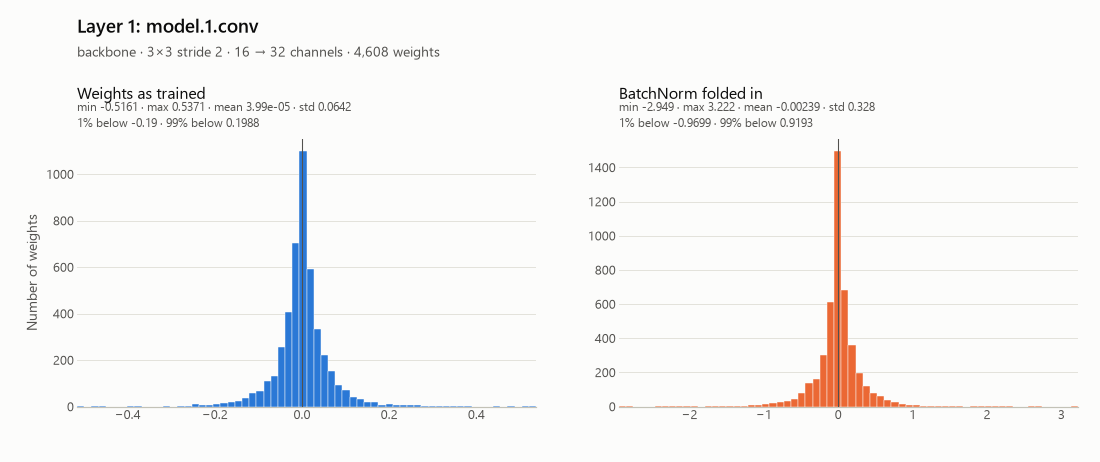 Layer 1: model.1.conv
backbone · 3×3 stride 2 · 16 → 32 channels · 4,608 weights
Weights as trained
min -0.5161 · max 0.5371 · mean 3.99e-05 · std 0.0642
1% below -0.19 · 99% below 0.1988
Number of weights
1000
800
600
400
200
0
−0.4
−0.2
0.0
0.2
0.4
BatchNorm folded in
min -2.949 · max 3.222 · mean -0.00239 · std 0.328
1% below -0.9699 · 99% below 0.9193
1400
1200
1000
800
600
400
200
0
−2
−1
0
1
2
3